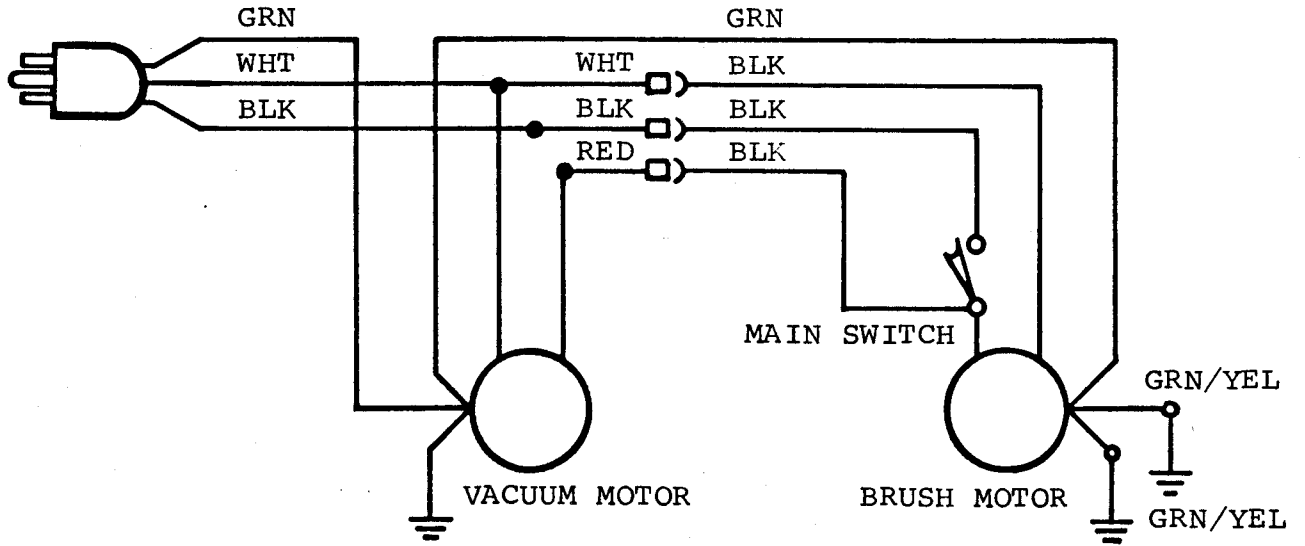 GRN
GRN
WHT
WHT
BLK
BLK
BLK
BLK
RED
BLK
MAIN SWITCH
GRN/YEL
VACUUM MOTOR
BRUSH MOTOR
GRN/YEL